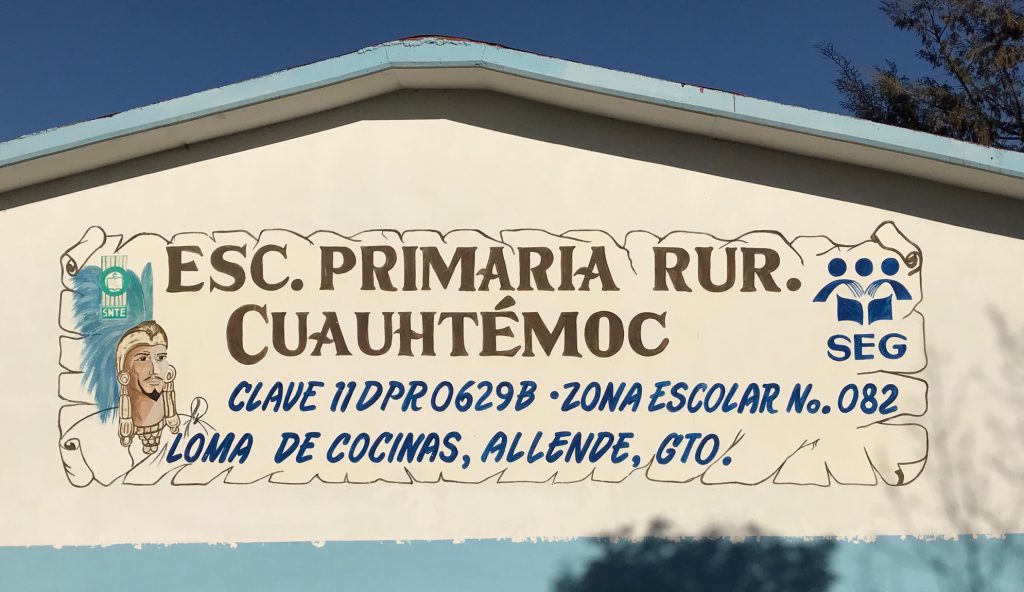 SNTE
ESC. PRIMARIA RUR.
CUAUHTÉMOC
SEG
CLAVE 11DPR0629B · ZONA ESCOLAR No. 082
LOMA DE COCINAS, ALLENDE, GTO.